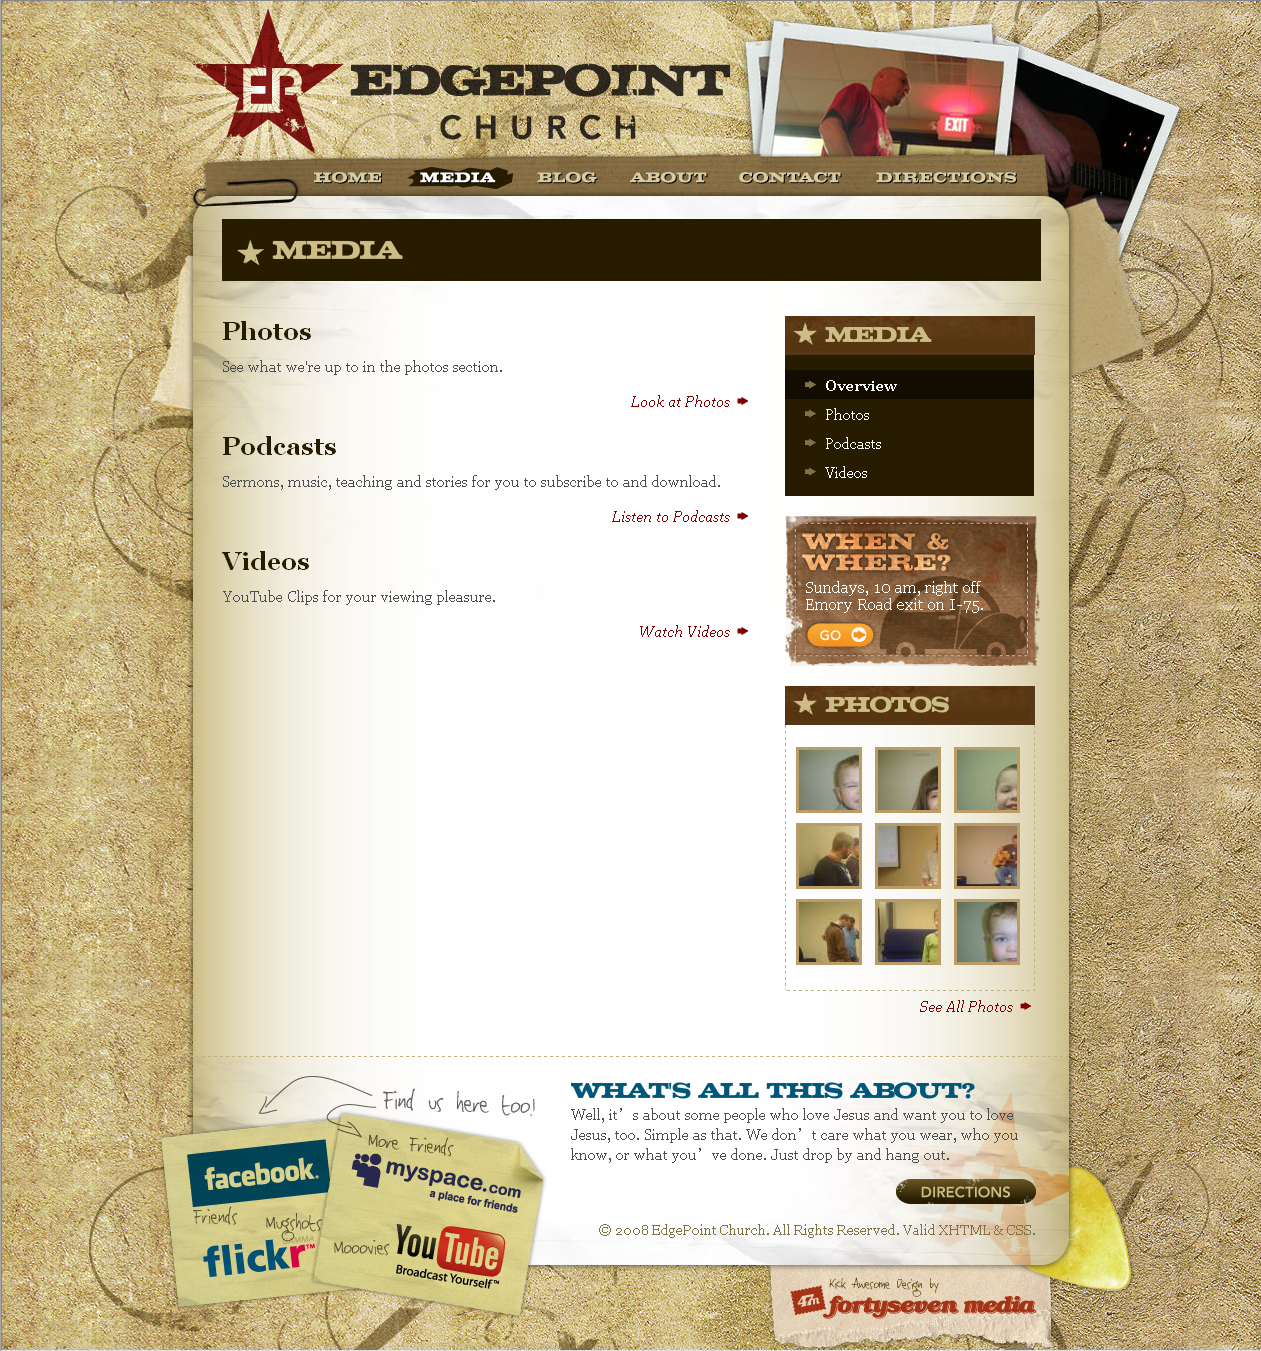 EP
EDGEPOINT
CHURCH
EXIT
HOME MEDIA BLOG ABOUT CONTACT DIRECTIONS
MEDIA
Photos
See what we're up to in the photos section.
Look at Photos
Podcasts
Sermons, music, teaching and stories for you to subscribe to and download.
Listen to Podcasts
Videos
YouTube Clips for your viewing pleasure.
Watch Videos
MEDIA
Overview
Photos
Podcasts
Videos
WHEN &
WHERE?
Sundays, 10 am, right off
Emory Road exit on I-75.
GO
PHOTOS
See All Photos
Find us here too!
facebook.
Friends
Mugshots
flickr™
GAMMA
More Friends
myspace.com
a place for friends
Mooovies
YouTube
Broadcast Yourself™
WHAT'S ALL THIS ABOUT?
Well, it’s about some people who love Jesus and want you to love
Jesus, too. Simple as that. We don’t care what you wear, who you
know, or what you’ve done. Just drop by and hang out.
DIRECTIONS
© 2008 EdgePoint Church. All Rights Reserved. Valid XHTML & CSS.
Kick Awesome Design by
47m fortyseven media